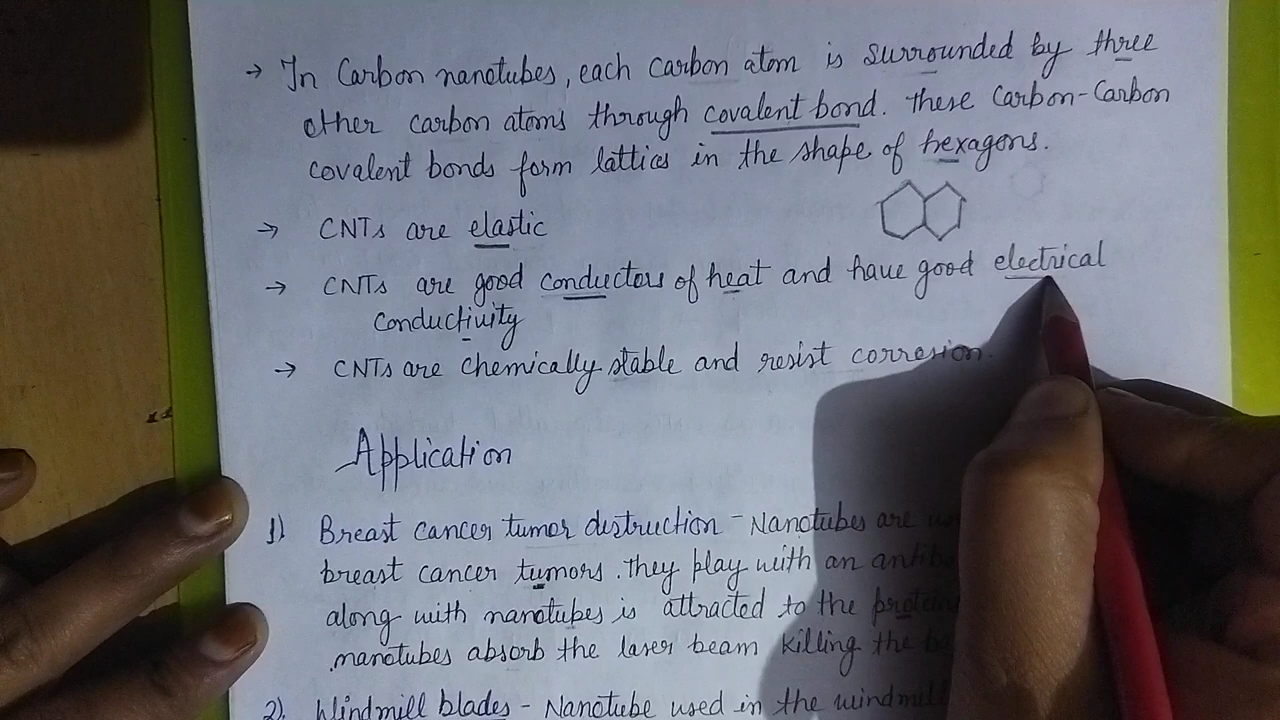 → In Carbon nanotubes, each carbon atom is surrounded by three
other carbon atoms through covalent bond. These Carbon-Carbon
covalent bonds form lattics in the shape of hexagons.
→ CNTs are elastic
→ CNTs are good conductors of heat and have good electrical
conductivity
→ CNTs are chemically stable and resist corrosion.
Application
1) Breast cancer tumor distruction - Nanotubes are
breast cancer tumors. They play with an
along with nanotubes is attracted to the protein
nanotubes absorb the laser beam killing the
2) Windmill blades - Nanotube used in the windmill